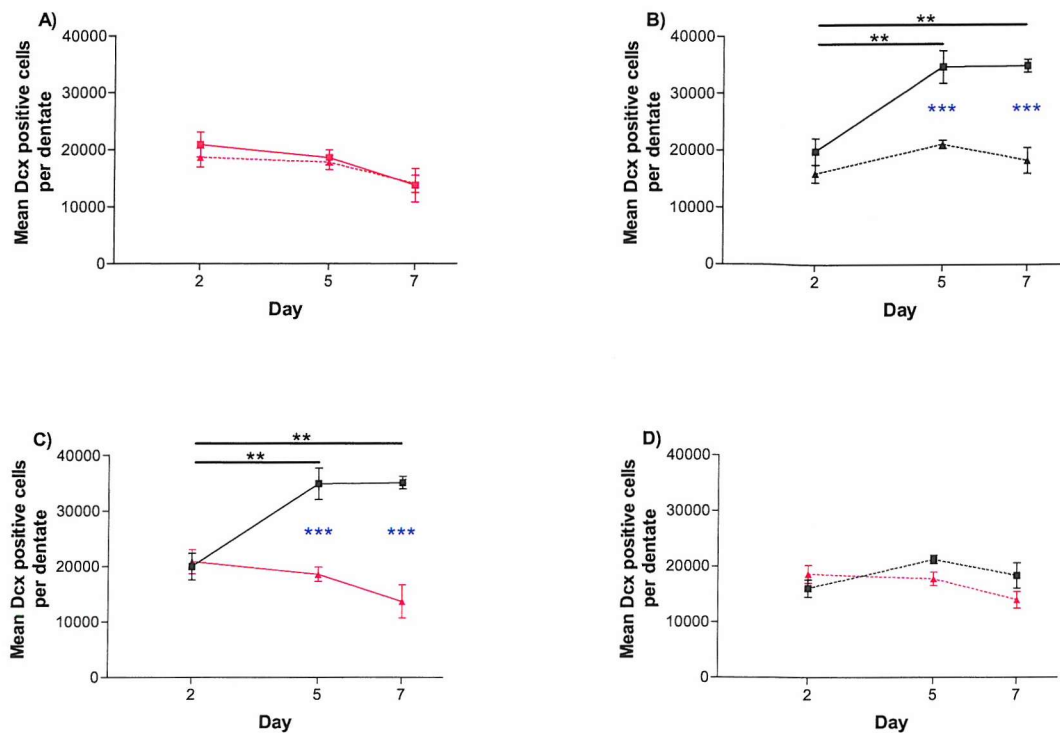 A)
40000
30000
20000
10000
0
Mean Dcx positive cells
per dentate
2 5 7
Day
B)
**
**
40000
30000
20000
10000
0
*** ***
Mean Dcx positive cells
per dentate
2 5 7
Day
C)
**
**
40000
30000
20000
10000
0
*** ***
Mean Dcx positive cells
per dentate
2 5 7
Day
D)
40000
30000
20000
10000
0
Mean Dcx positive cells
per dentate
2 5 7
Day